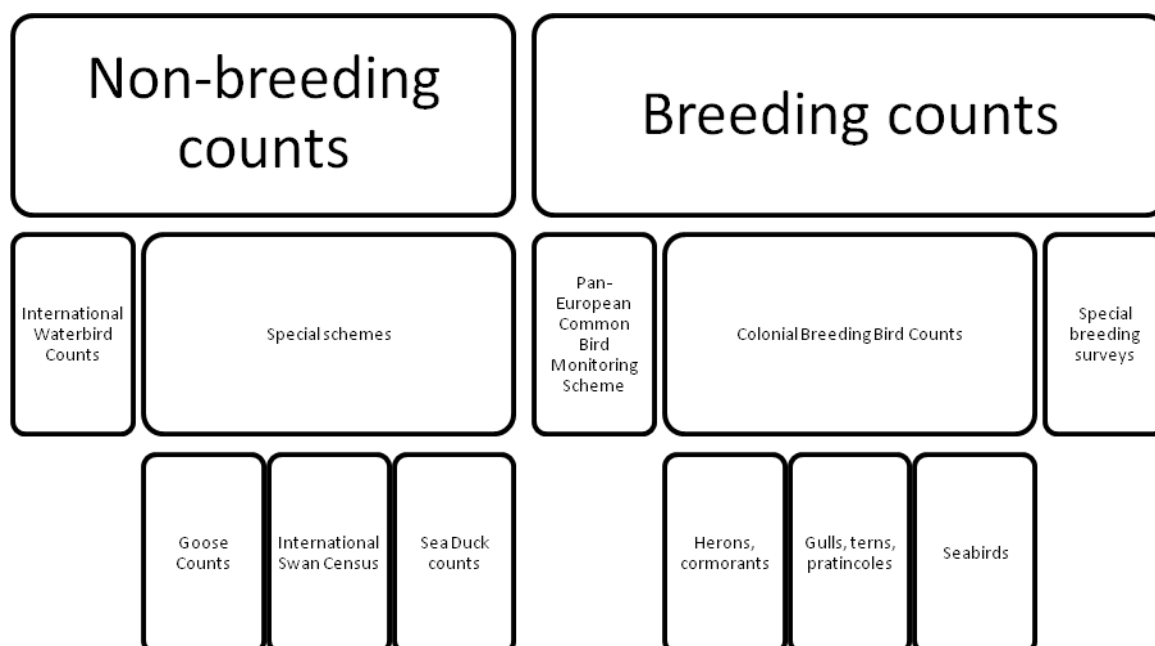 Non-breeding
counts
Breeding counts
International
Waterbird
Counts
Special schemes
Pan-
European
Common
Bird
Monitoring
Scheme
Colonial Breeding Bird Counts
Special
breeding
surveys
Goose
Counts
International
Swan Census
Sea Duck
counts
Herons,
cormorants
Gulls, terns,
pratincoles
Seabirds